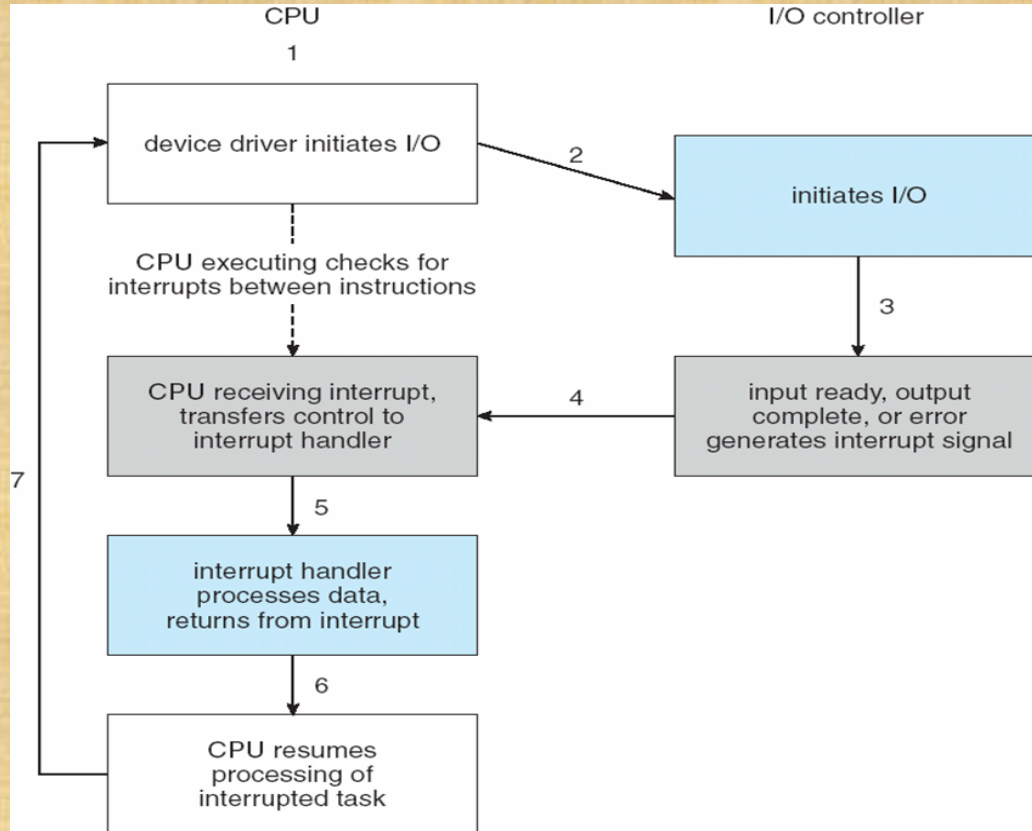 CPU
I/O controller
1
device driver initiates I/O
2
initiates I/O
CPU executing checks for
interrupts between instructions
3
CPU receiving interrupt,
transfers control to
interrupt handler
4
input ready, output
complete, or error
generates interrupt signal
7
5
interrupt handler
processes data,
returns from interrupt
6
CPU resumes
processing of
interrupted task